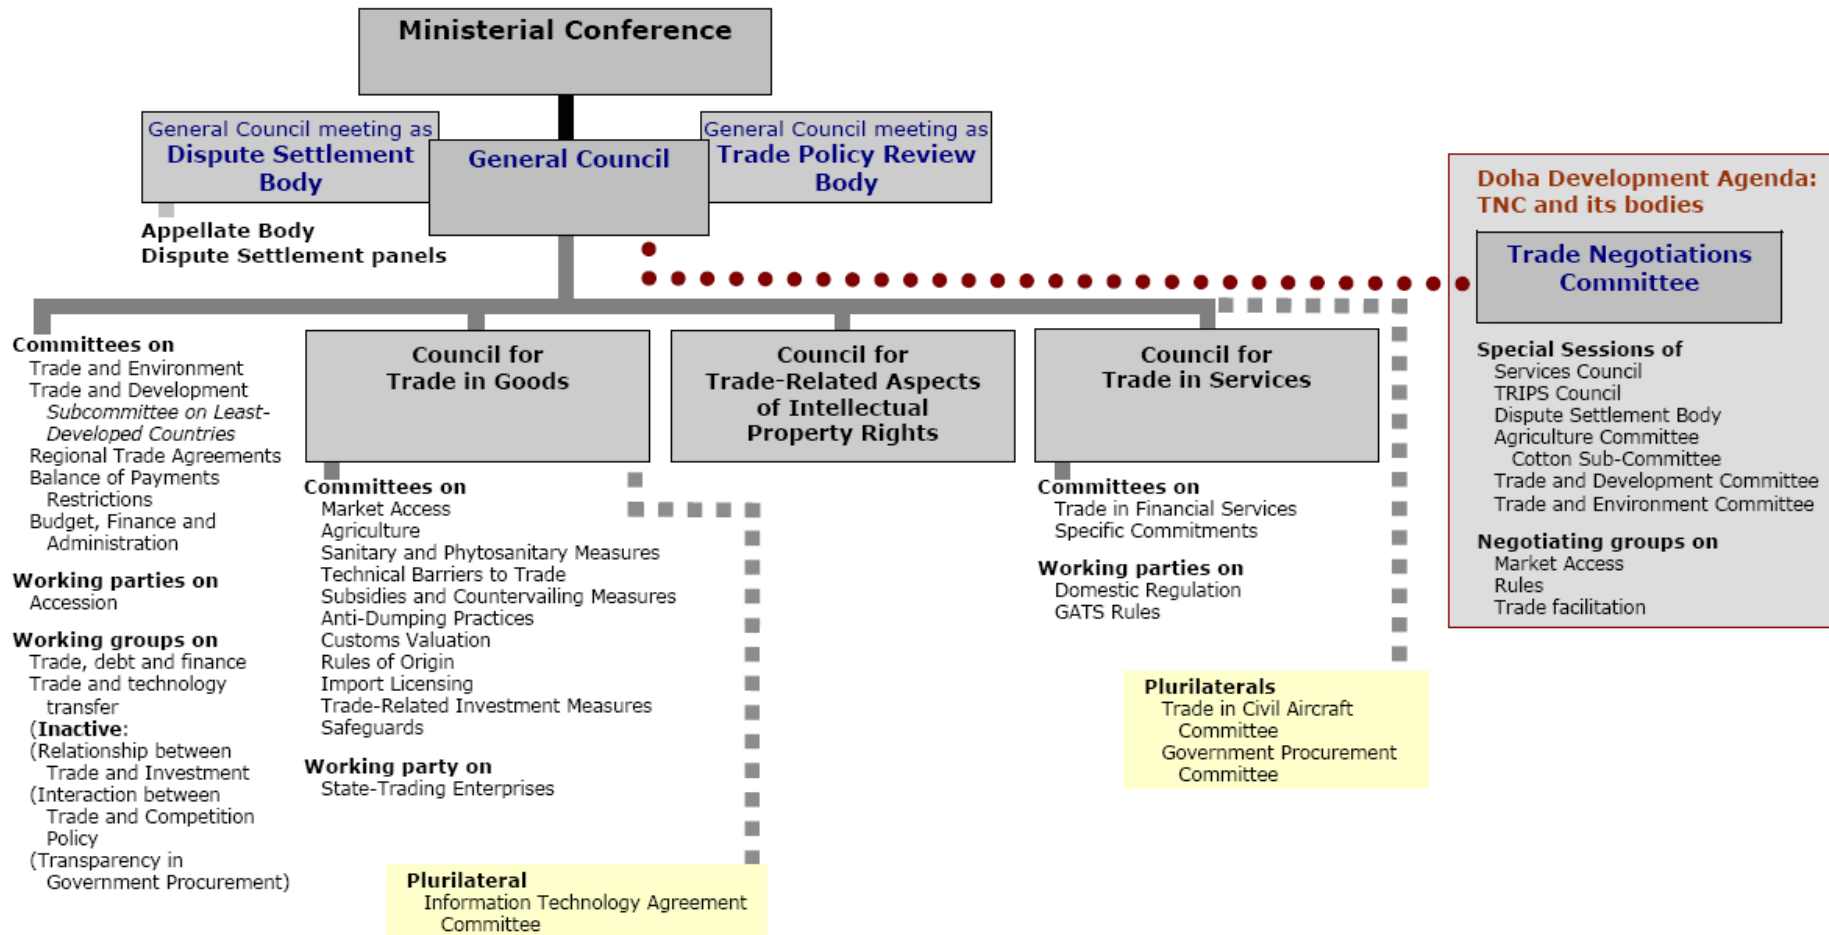 Ministerial Conference
General Council meeting as
Dispute Settlement
Body
General Council
General Council meeting as
Trade Policy Review
Body
Appellate Body
Dispute Settlement panels
Doha Development Agenda:
TNC and its bodies
Trade Negotiations
Committee
Special Sessions of
Services Council
TRIPS Council
Dispute Settlement Body
Agriculture Committee
Cotton Sub-Committee
Trade and Development Committee
Trade and Environment Committee
Negotiating groups on
Market Access
Rules
Trade facilitation
Committees on
Trade and Environment
Trade and Development
Subcommittee on Least-
Developed Countries
Regional Trade Agreements
Balance of Payments
Restrictions
Budget, Finance and
Administration
Working parties on
Accession
Working groups on
Trade, debt and finance
Trade and technology
transfer
(Inactive:
(Relationship between
Trade and Investment
(Interaction between
Trade and Competition
Policy
(Transparency in
Government Procurement)
Council for
Trade in Goods
Committees on
Market Access
Agriculture
Sanitary and Phytosanitary Measures
Technical Barriers to Trade
Subsidies and Countervailing Measures
Anti-Dumping Practices
Customs Valuation
Rules of Origin
Import Licensing
Trade-Related Investment Measures
Safeguards
Working party on
State-Trading Enterprises
Plurilateral
Information Technology Agreement
Committee
Council for
Trade-Related Aspects
of Intellectual
Property Rights
Council for
Trade in Services
Committees on
Trade in Financial Services
Specific Commitments
Working parties on
Domestic Regulation
GATS Rules
Plurilaterals
Trade in Civil Aircraft
Committee
Government Procurement
Committee